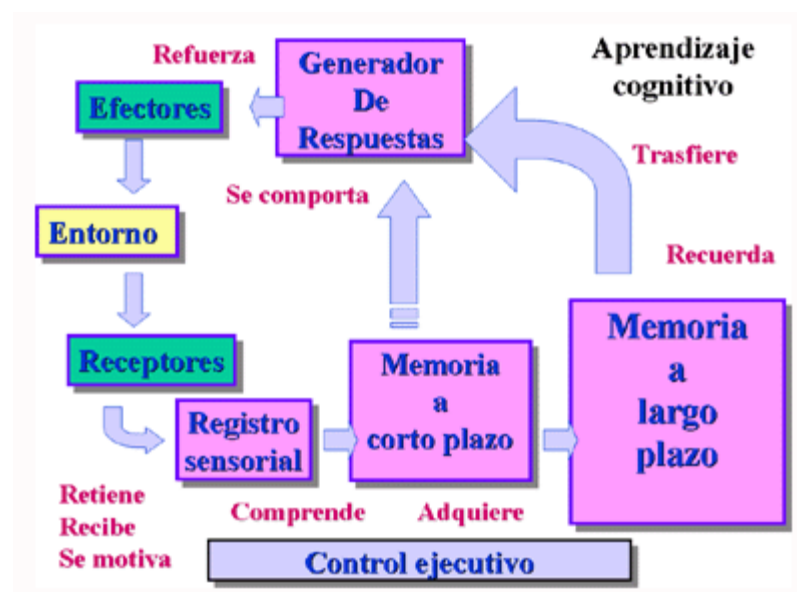 Refuerza
Generador
De
Respuestas
Aprendizaje
cognitivo
Efectores
Trasfiere
Se comporta
Entorno
Recuerda
Receptores
Memoria
a
corto plazo
Memoria
a
largo
plazo
Registro
sensorial
Retiene
Recibe
Se motiva
Comprende
Adquiere
Control ejecutivo